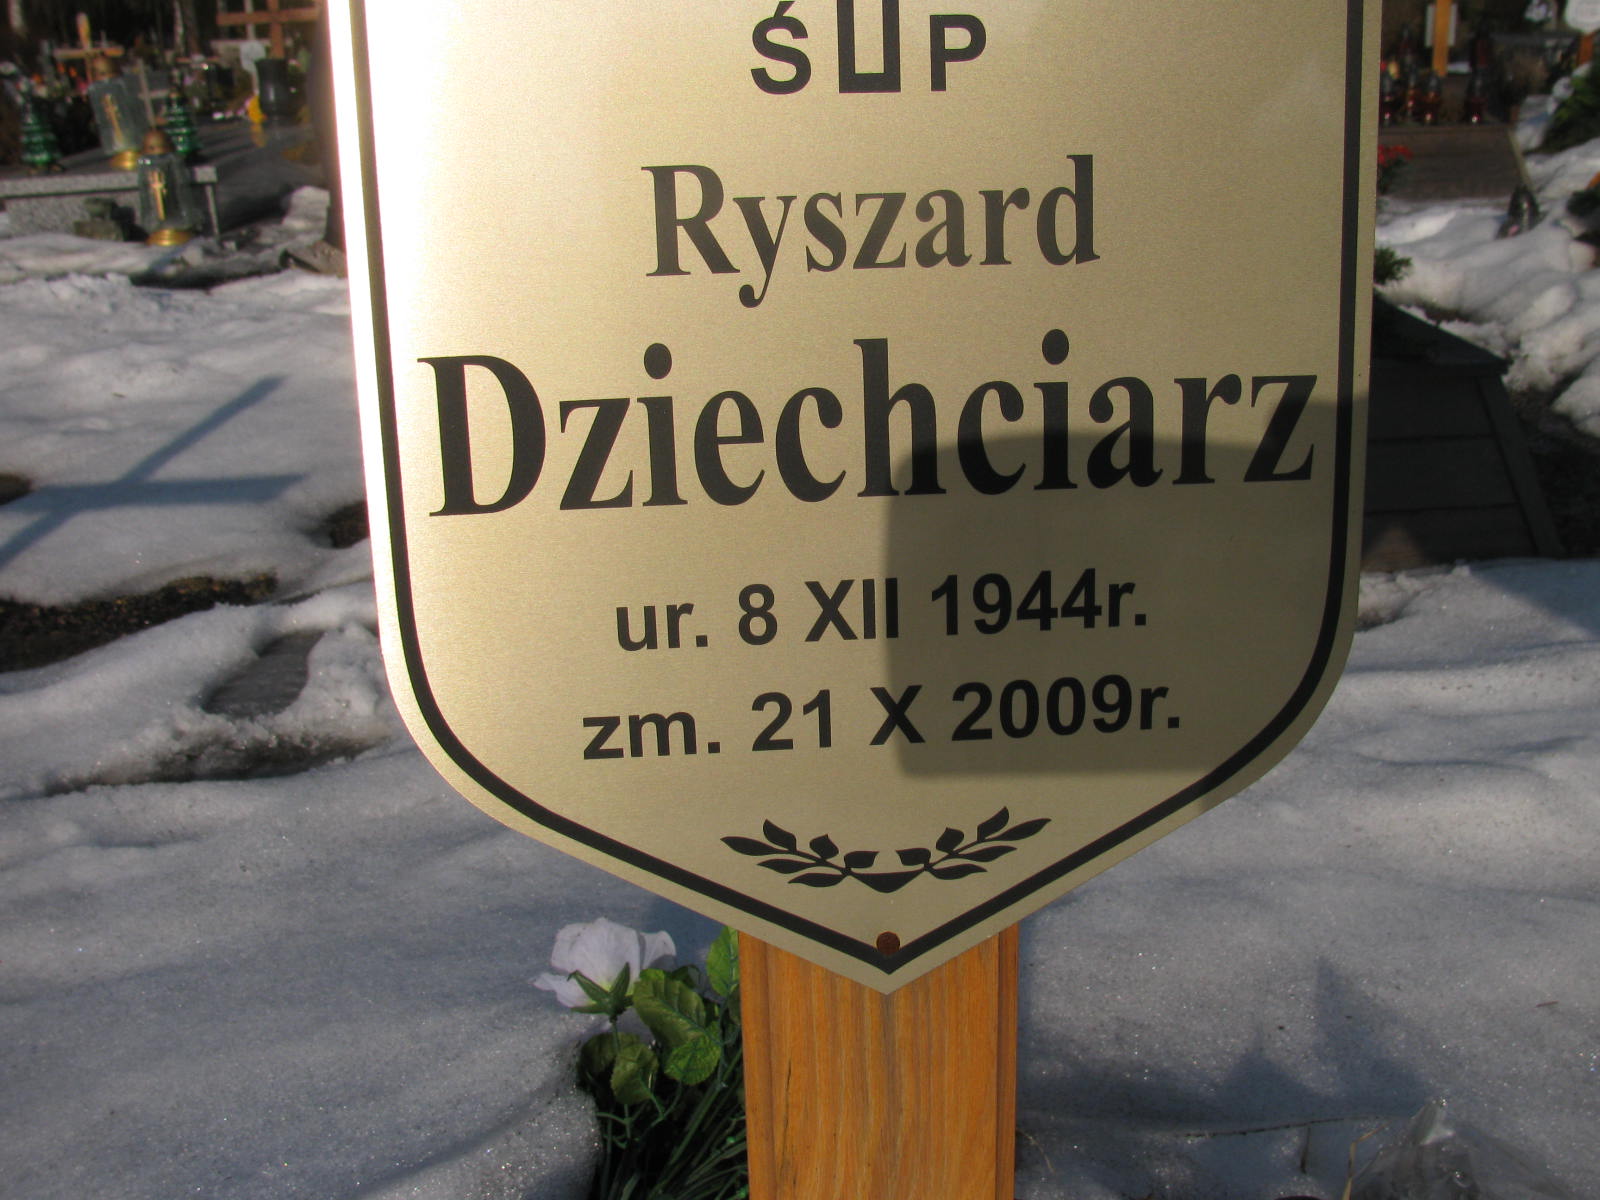 Ś P
Ryszard
Dziechciarz
ur. 8 XII 1944r.
zm. 21 X 2009r.